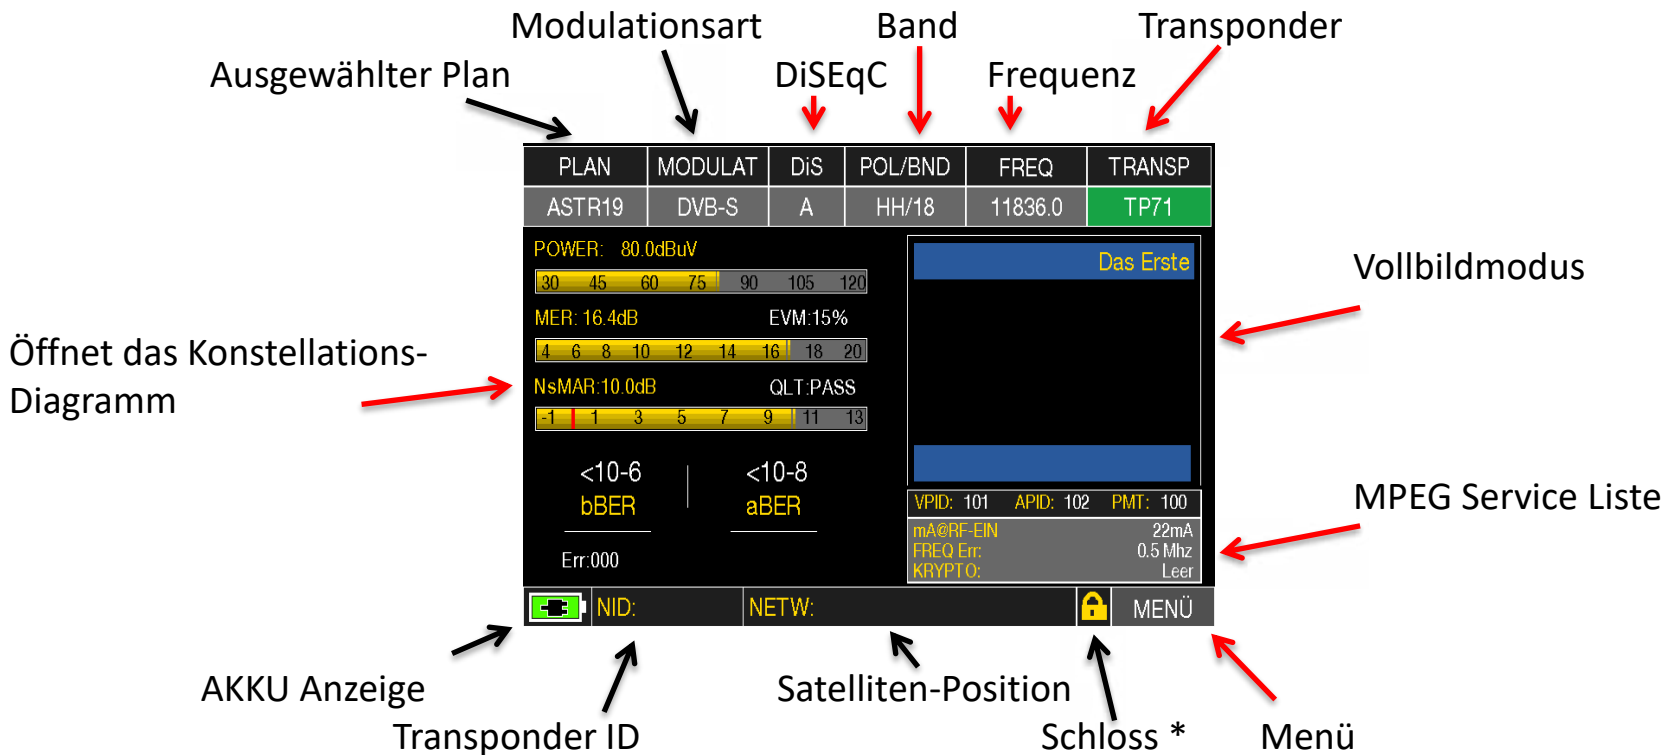 Modulationsart
Band
Transponder
Ausgewählter Plan
DiSEqC
Frequenz
PLAN MODULAT DiS POL/BND FREQ TRANSP
ASTR19 DVB-S A HH/18 11836.0 TP71
POWER: 80.0dBuV
30 45 60 75 90 105 120
MER: 16.4dB EVM:15%
4 6 8 10 12 14 16 18 20
NsMAR:10.0dB QLT:PASS
-1 1 3 5 7 9 11 13
<10-6 <10-8
bBER aBER
Err:000
Das Erste
VPID: 101 APID: 102 PMT: 100
mA@RF-EIN 22mA
FREQ Err: 0.5 Mhz
KRYPTO: Leer
NID: NETW: MENÜ
Vollbildmodus
Öffnet das Konstellations-
Diagramm
MPEG Service Liste
AKKU Anzeige
Satelliten-Position
Transponder ID
Schloss *
Menü